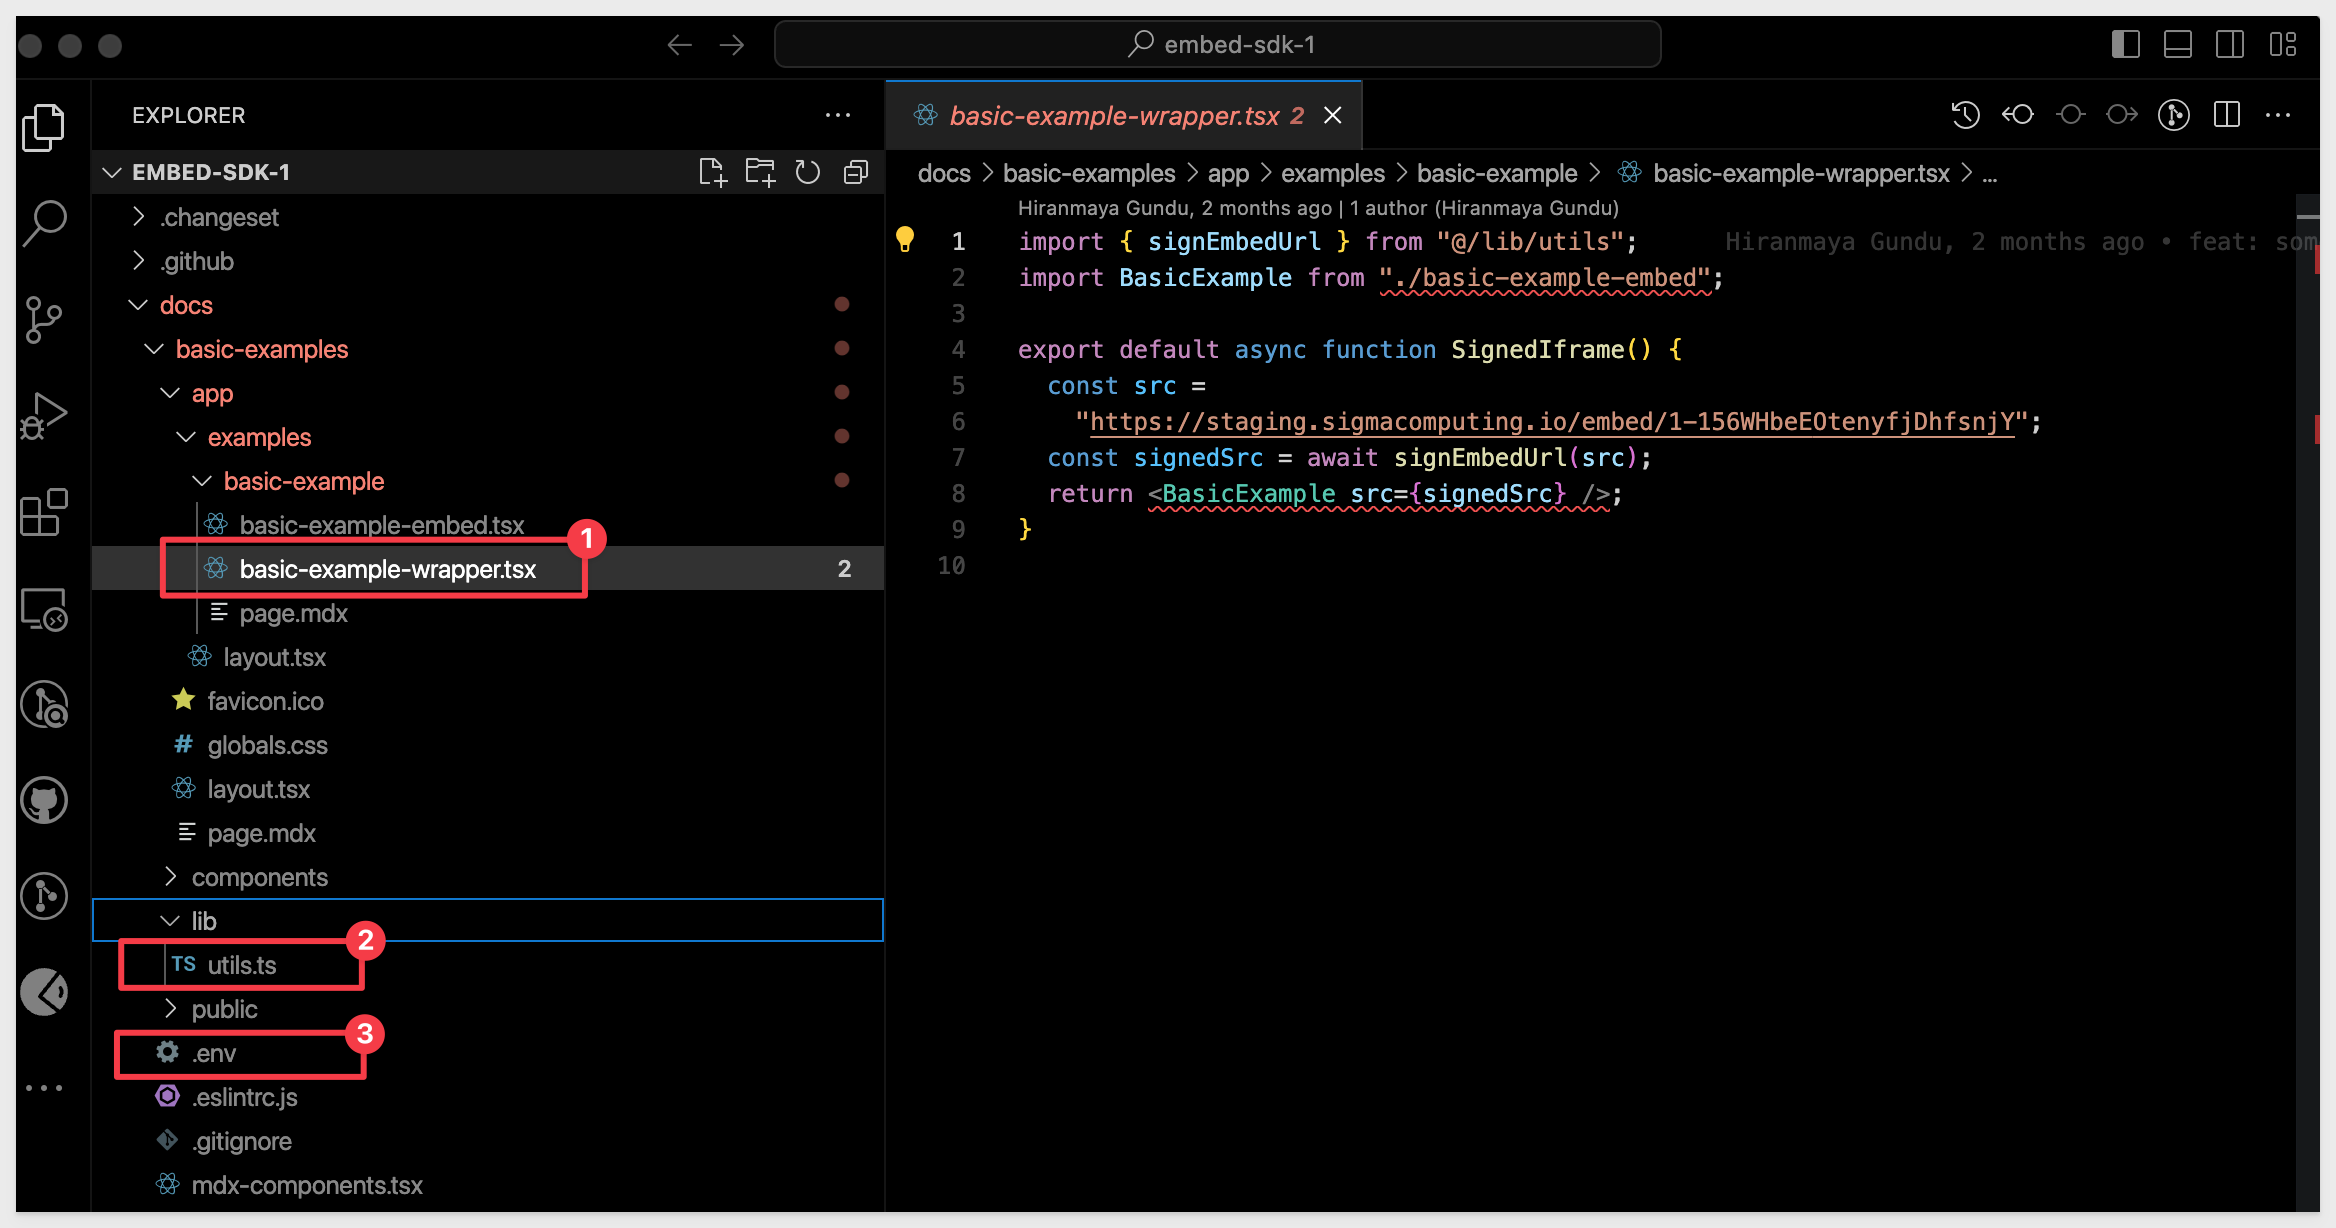 embed-sdk-1
EXPLORER
EMBED-SDK-1
.changeset
.github
docs
basic-examples
app
examples
basic-example
basic-example-embed.tsx
1
basic-example-wrapper.tsx 2
page.mdx
layout.tsx
favicon.ico
# globals.css
layout.tsx
page.mdx
components
lib
2
TS utils.ts
public
3
.env
.eslintrc.js
.gitignore
mdx-components.tsx
basic-example-wrapper.tsx 2
docs > basic-examples > app > examples > basic-example > basic-example-wrapper.tsx > ...
Hiranmaya Gundu, 2 months ago | 1 author (Hiranmaya Gundu)
1 import { signEmbedUrl } from "@/lib/utils"; Hiranmaya Gundu, 2 months ago • feat: som
2 import BasicExample from "./basic-example-embed";
3
4 export default async function SignedIframe() {
5 const src =
6 "https://staging.sigmacomputing.io/embed/1-156WHbeEOtenyfjDhfsnjY";
7 const signedSrc = await signEmbedUrl(src);
8 return <BasicExample src={signedSrc} />;
9 }
10